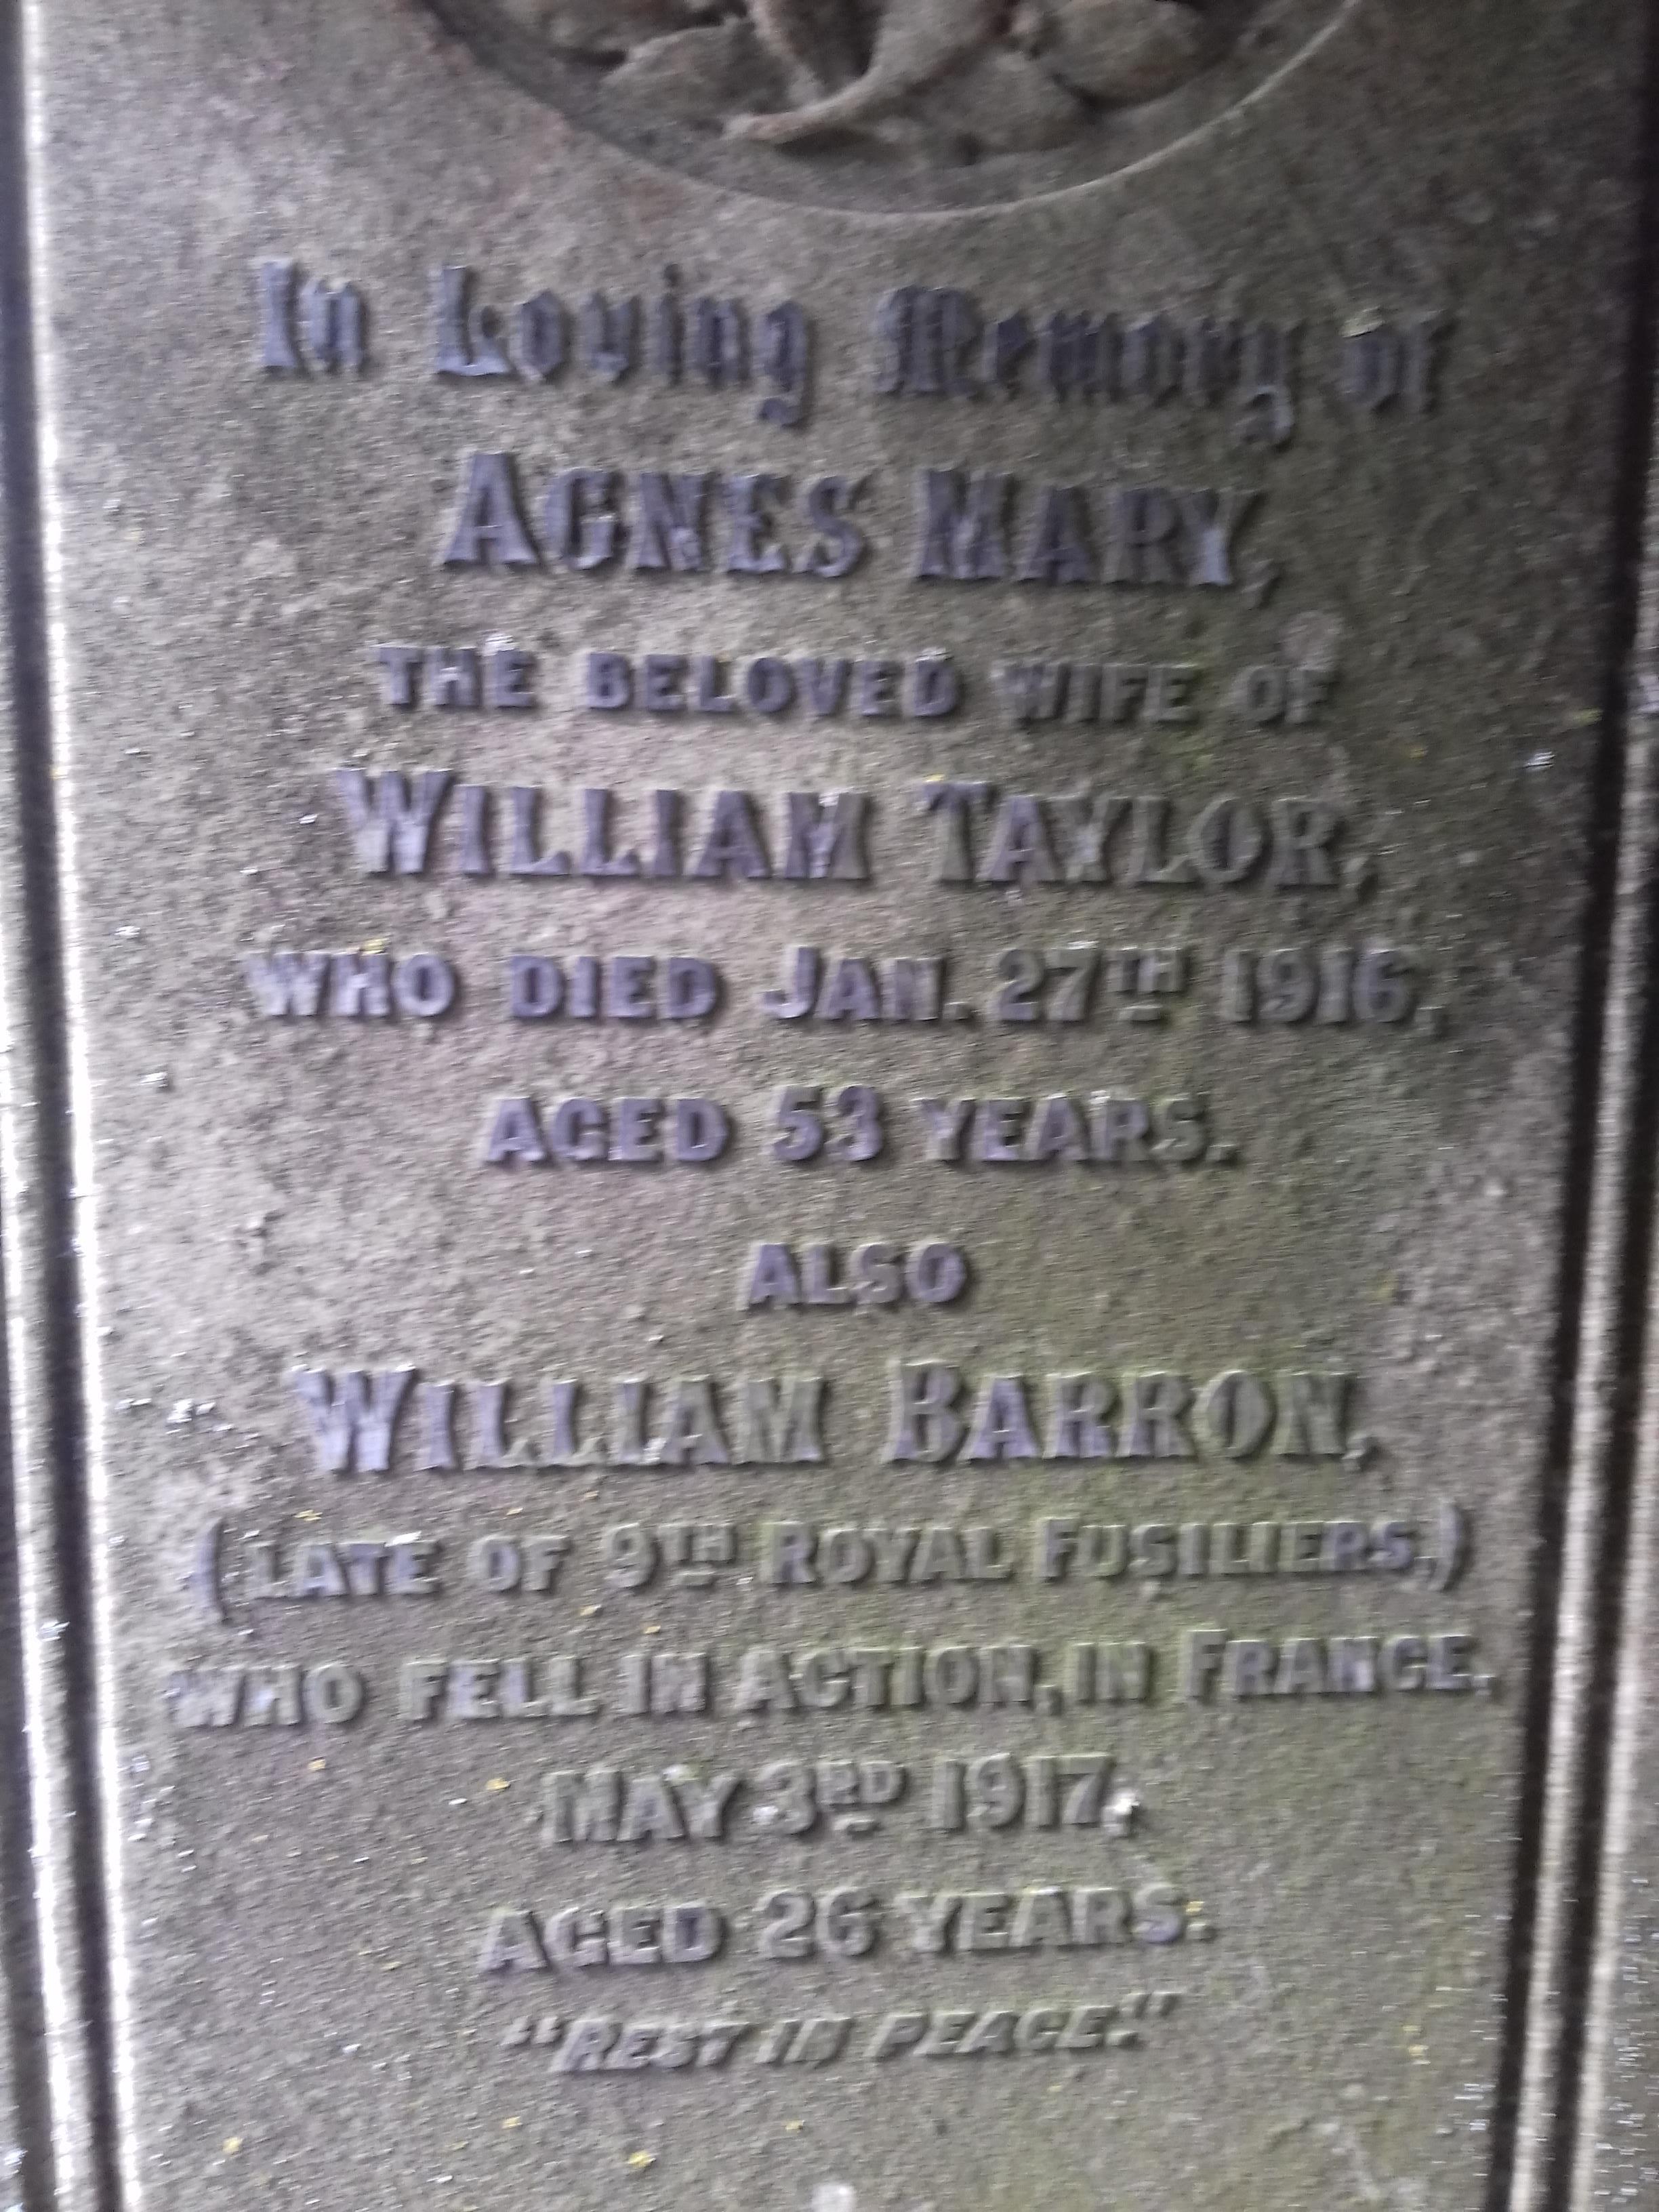 In Loving Memory of
AGNES MARY,
THE BELOVED WIFE OF
WILLIAM TAYLOR,
WHO DIED JAN. 27TH 1916,
AGED 53 YEARS.
ALSO
WILLIAM BARRON,
(LATE OF 9TH ROYAL FUSILIERS,)
WHO FELL IN ACTION, IN FRANCE,
MAY 3RD 1917,
AGED 26 YEARS.
"REST IN PEACE."